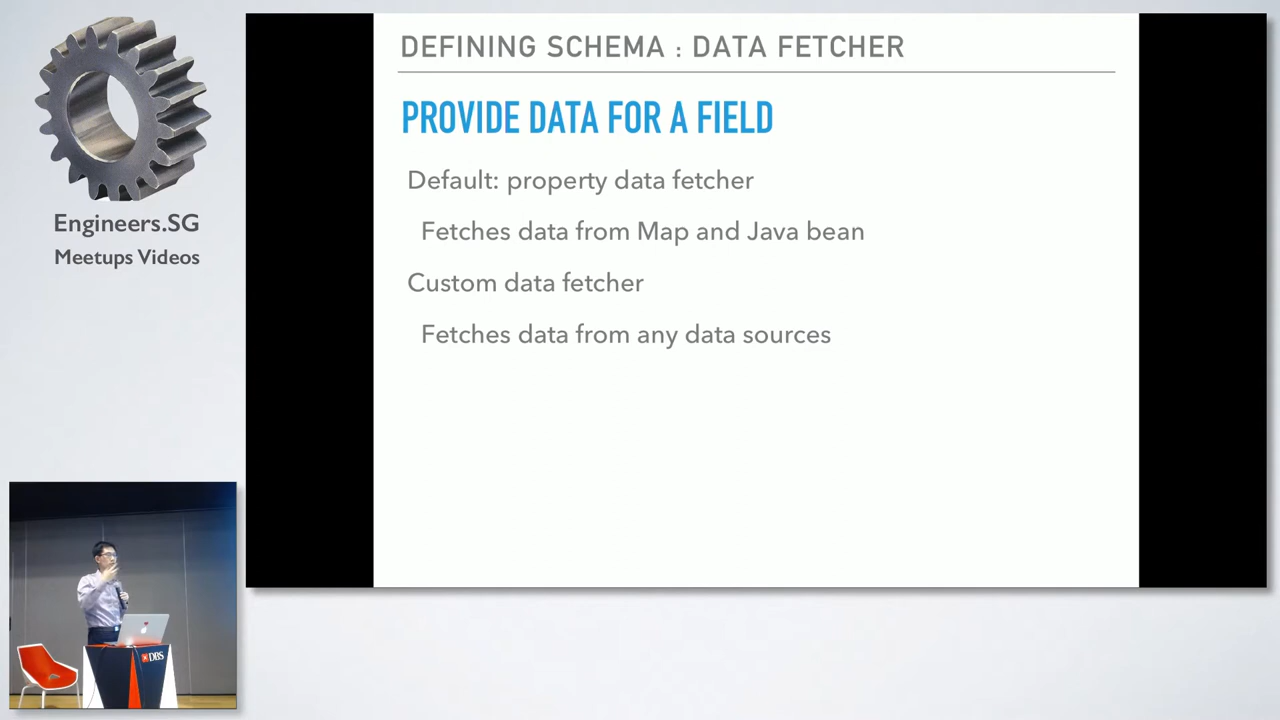 Engineers.SG
Meetups Videos
DEFINING SCHEMA : DATA FETCHER
PROVIDE DATA FOR A FIELD
Default: property data fetcher
Fetches data from Map and Java bean
Custom data fetcher
Fetches data from any data sources
DBS